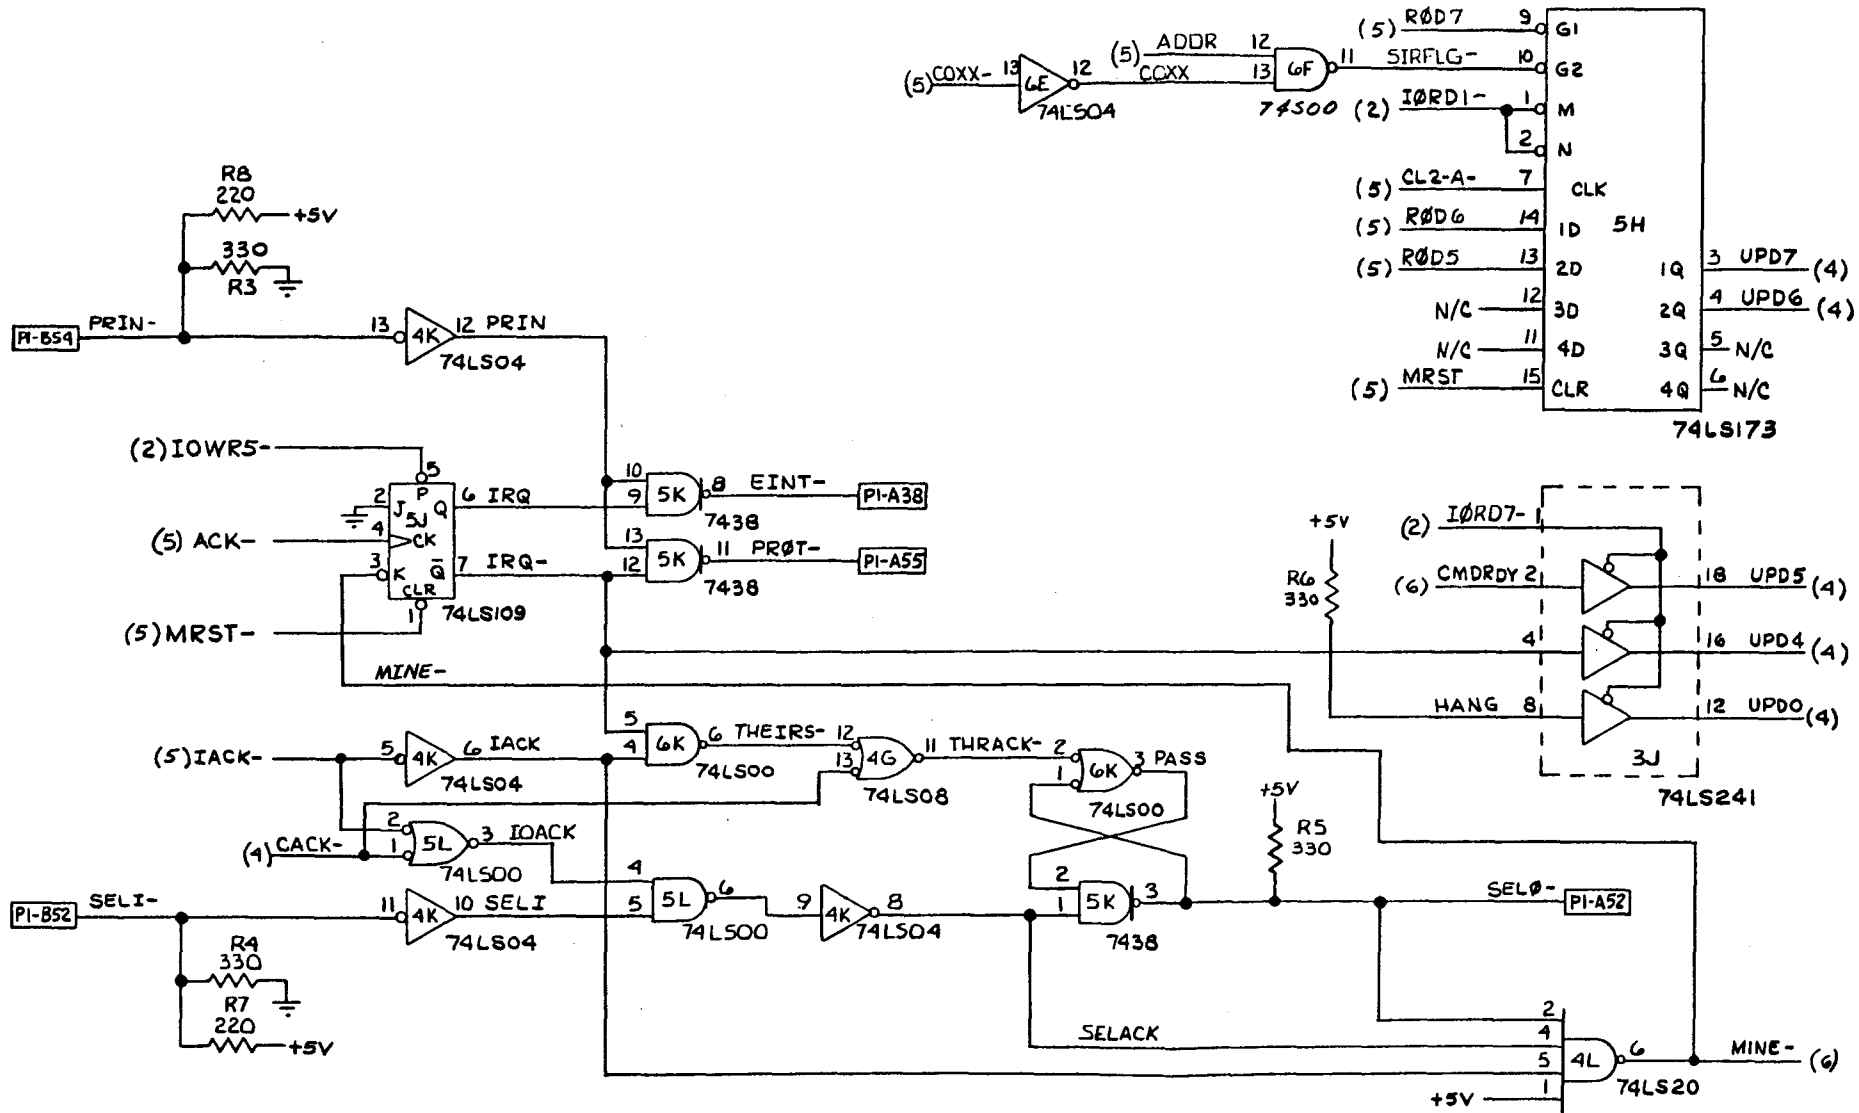 (5) RØD7 9 G1
(5) ADDR 12
6F 11 SIRFLG- 10 G2
(5) COXX- 13 6E 12 COXX 13
74LS04
74S00
(2) IØRD1- 1 M
2 N
(5) CL2-A- 7 CLK
(5) RØD6 14 1D 5H
(5) RØD5 13 2D 1Q 3 UPD7 (4)
N/C 12 3D 2Q 4 UPD6 (4)
N/C 11 4D 3Q 5 N/C
(5) MRST 15 CLR 4Q 6 N/C
74LS173
R8
220
+5V
330
R3
P1-B54 PRIN- 13 4K 12 PRIN
74LS04
(2) IOWR5- 5
2 J P Q 6 IRQ
5J
10
9 5K 8 EINT- P1-A38
7438
(5) ACK- 4 CK
3 K Q 7 IRQ-
CLR
1 74LS109
13
12 5K 11 PRØT- P1-A55
7438
(5) MRST-
MINE-
(2) IØRD7- 1
+5V
R6
330
(6) CMDRDY 2 18 UPD5 (4)
4 16 UPD4 (4)
HANG 8 12 UPD0 (4)
3J
74LS241
(5) IACK- 5 4K 6 IACK
74LS04
5
4 6K 6 THEIRS- 12
74LS00
13 4G 11 THRACK- 2
74LS08
1 6K 3 PASS
74LS00
(4) CACK- 2
1 5L 3 IOACK
74LS00
+5V
R5
330
P1-B52 SELI- 11 4K 10 SELI
74LS04
4
5 5L 6
74LS00
9 4K 8
74LS04
2
1 5K 3
7438
SELØ- P1-A52
R4
330
R7
220
+5V
SELACK
2
4
5
1
4L 6 MINE- (6)
74LS20
+5V